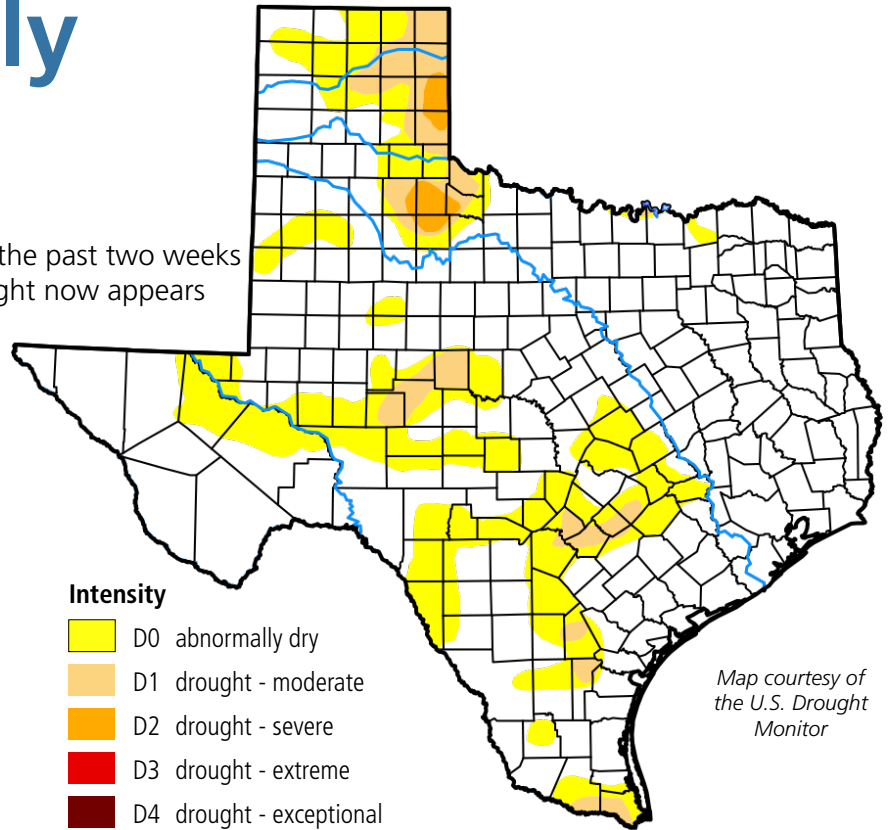 ly
the past two weeks
ght now appears
Intensity
D0 abnormally dry
D1 drought - moderate
D2 drought - severe
D3 drought - extreme
D4 drought - exceptional
Map courtesy of
the U.S. Drought
Monitor